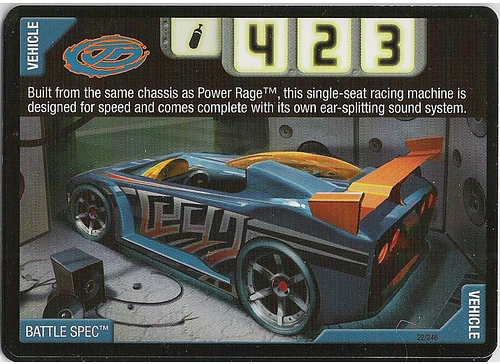 VEHICLE
4 2 3
Built from the same chassis as Power Rage™, this single-seat racing machine is
designed for speed and comes complete with its own ear-splitting sound system.
BATTLE SPEC™
22/246
VEHICLE